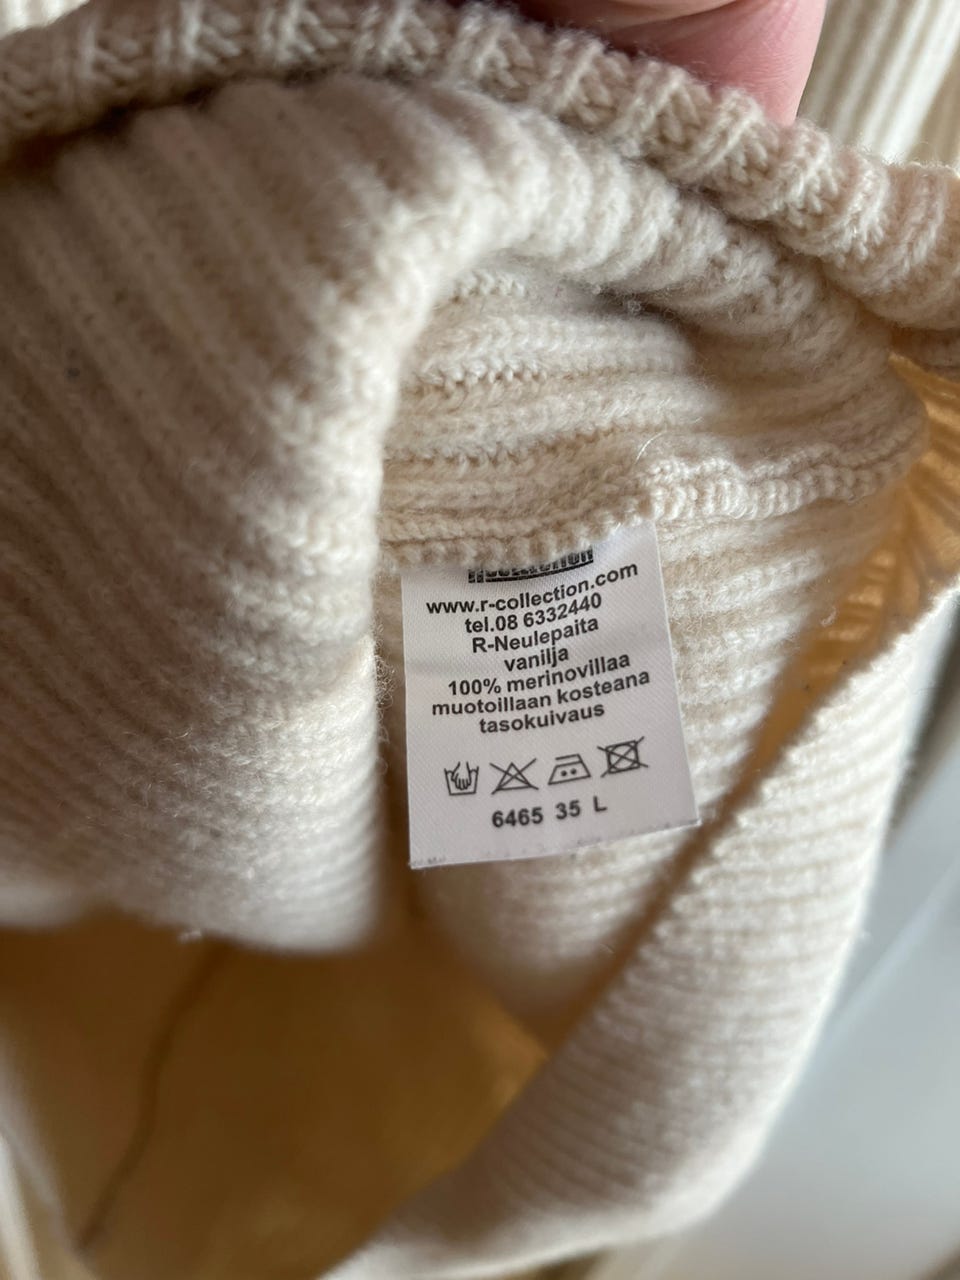 www.r-collection.com
tel.08 6332440
R-Neulepaita
vanilja
100% merinovillaa
muotoillaan kosteana
tasokuivaus
6465 35 L